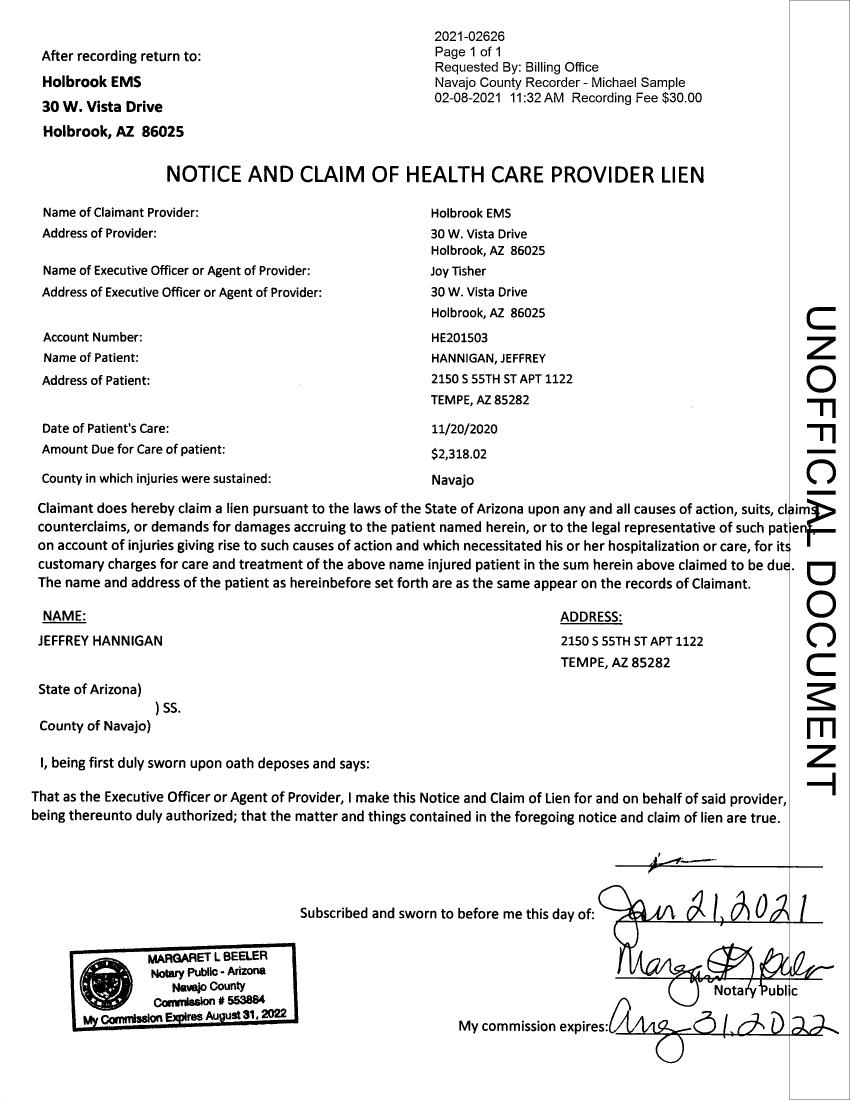 2021-02626
Page 1 of 1
Requested By: Billing Office
Navajo County Recorder - Michael Sample
02-08-2021 11:32 AM Recording Fee $30.00
After recording return to:
Holbrook EMS
30 W. Vista Drive
Holbrook, AZ 86025
NOTICE AND CLAIM OF HEALTH CARE PROVIDER LIEN
Name of Claimant Provider: Holbrook EMS
Address of Provider: 30 W. Vista Drive
Holbrook, AZ 86025
Name of Executive Officer or Agent of Provider: Joy Tisher
Address of Executive Officer or Agent of Provider: 30 W. Vista Drive
Holbrook, AZ 86025
Account Number: HE201503
Name of Patient: HANNIGAN, JEFFREY
Address of Patient: 2150 S 55TH ST APT 1122
TEMPE, AZ 85282
Date of Patient's Care: 11/20/2020
Amount Due for Care of patient: $2,318.02
County in which injuries were sustained: Navajo
Claimant does hereby claim a lien pursuant to the laws of the State of Arizona upon any and all causes of action, suits, claims,
counterclaims, or demands for damages accruing to the patient named herein, or to the legal representative of such patient,
on account of injuries giving rise to such causes of action and which necessitated his or her hospitalization or care, for its
customary charges for care and treatment of the above name injured patient in the sum herein above claimed to be due.
The name and address of the patient as hereinbefore set forth are as the same appear on the records of Claimant.
NAME: ADDRESS:
JEFFREY HANNIGAN 2150 S 55TH ST APT 1122
TEMPE, AZ 85282
State of Arizona)
) SS.
County of Navajo)
I, being first duly sworn upon oath deposes and says:
That as the Executive Officer or Agent of Provider, I make this Notice and Claim of Lien for and on behalf of said provider,
being thereunto duly authorized; that the matter and things contained in the foregoing notice and claim of lien are true.
Subscribed and sworn to before me this day of: Jan 21, 2021
MARGARET L BEELER
Notary Public - Arizona
Navajo County
Commission # 553884
My Commission Expires August 31, 2022
Notary Public
My commission expires: Aug 31, 2022
UNOFFICIAL DOCUMENT